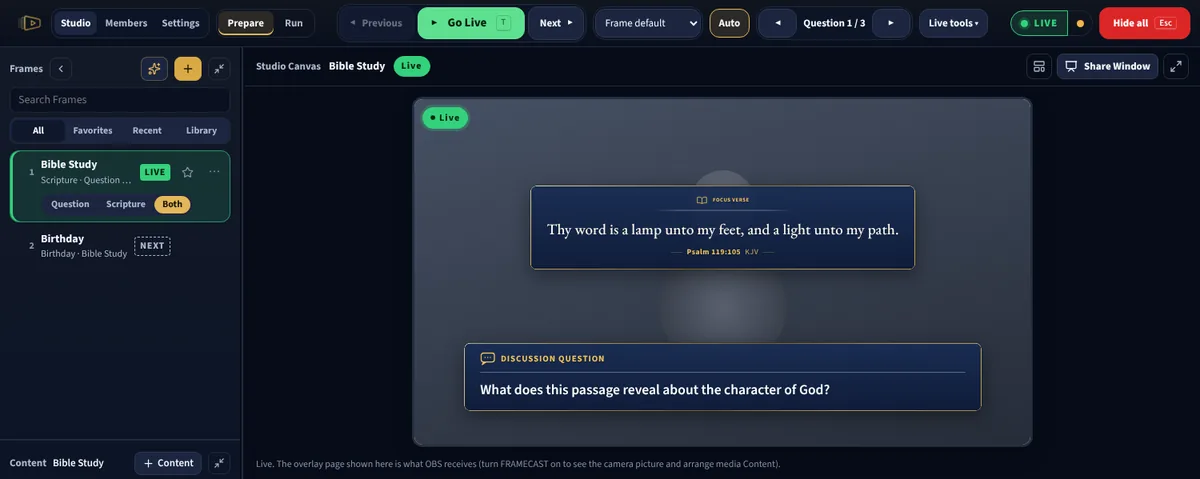 Studio Members Settings Prepare Run Previous Go Live T Next Frame default Auto Question 1 / 3 Live tools LIVE Hide all Esc
Frames
Studio Canvas Bible Study Live
Share Window
Search Frames
All Favorites Recent Library
1 Bible Study LIVE
Scripture · Question ...
Question Scripture Both
2 Birthday NEXT
Birthday · Bible Study
Live
FOCUS VERSE
Thy word is a lamp unto my feet, and a light unto my path.
Psalm 119:105 KJV
DISCUSSION QUESTION
What does this passage reveal about the character of God?
Content Bible Study + Content
Live. The overlay page shown here is what OBS receives (turn FRAMECAST on to see the camera picture and arrange media Content).